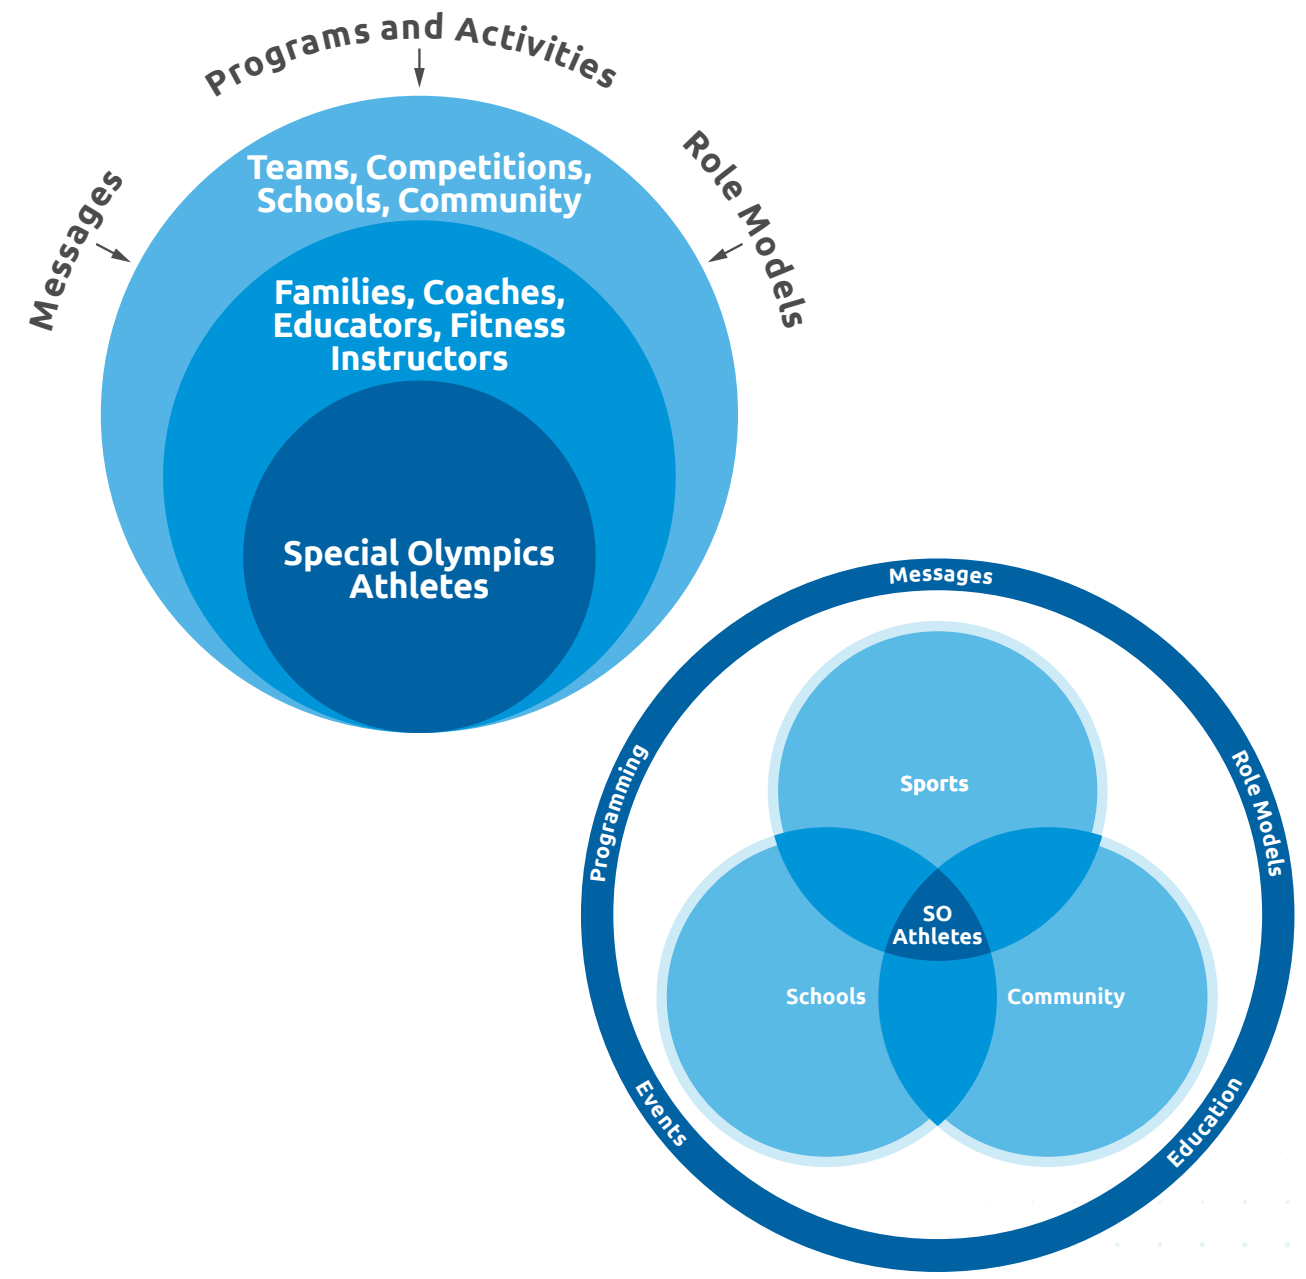 Programs and Activities
Messages
Role Models
Teams, Competitions,
Schools, Community
Families, Coaches,
Educators, Fitness
Instructors
Special Olympics
Athletes
Messages
Programming
Role Models
Sports
SO
Athletes
Schools
Community
Events
Education